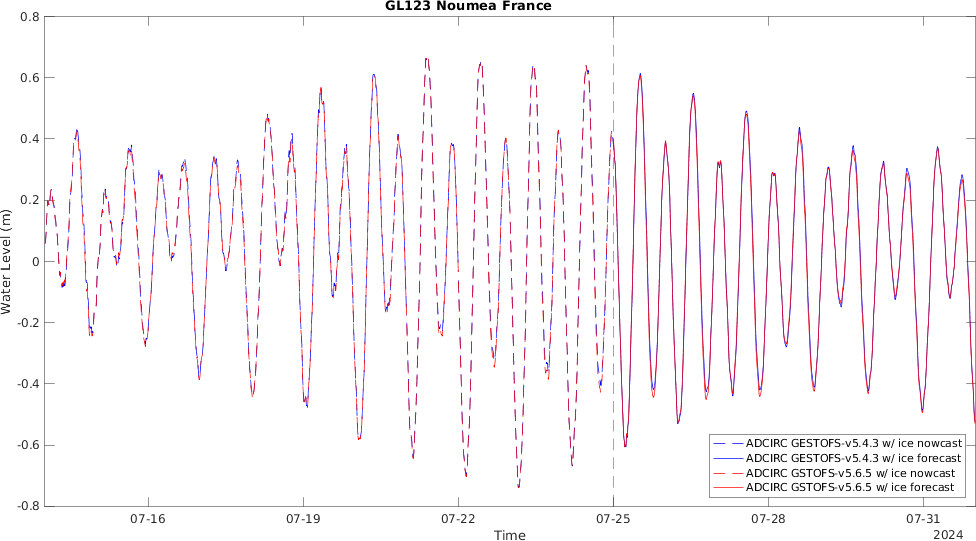 GL123 Noumea France
0.8
0.6
0.4
0.2
0
-0.2
-0.4
-0.6
-0.8
Water Level (m)
07-16
07-19
07-22
07-25
07-28
07-31
Time
2024
ADCIRC GESTOFS-v5.4.3 w/ ice nowcast
ADCIRC GESTOFS-v5.4.3 w/ ice forecast
ADCIRC GSTOFS-v5.6.5 w/ ice nowcast
ADCIRC GSTOFS-v5.6.5 w/ ice forecast